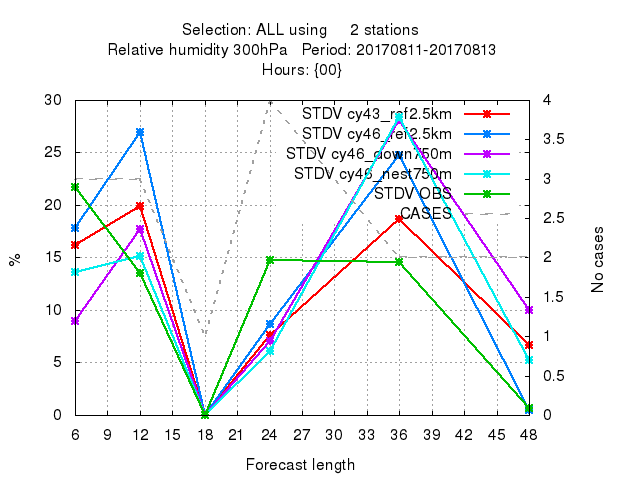 Selection: ALL using 2 stations
Relative humidity 300hPa Period: 20170811-20170813
Hours: {00}
30
25
20
15
10
5
0
%
4
3.5
3
2.5
2
1.5
1
0.5
0
No cases
STDV cy43_ref2.5km
STDV cy46_ref2.5km
STDV cy46_down750m
STDV cy46_nest750m
STDV OBS
CASES
6 9 12 15 18 21 24 27 30 33 36 39 42 45 48
Forecast length